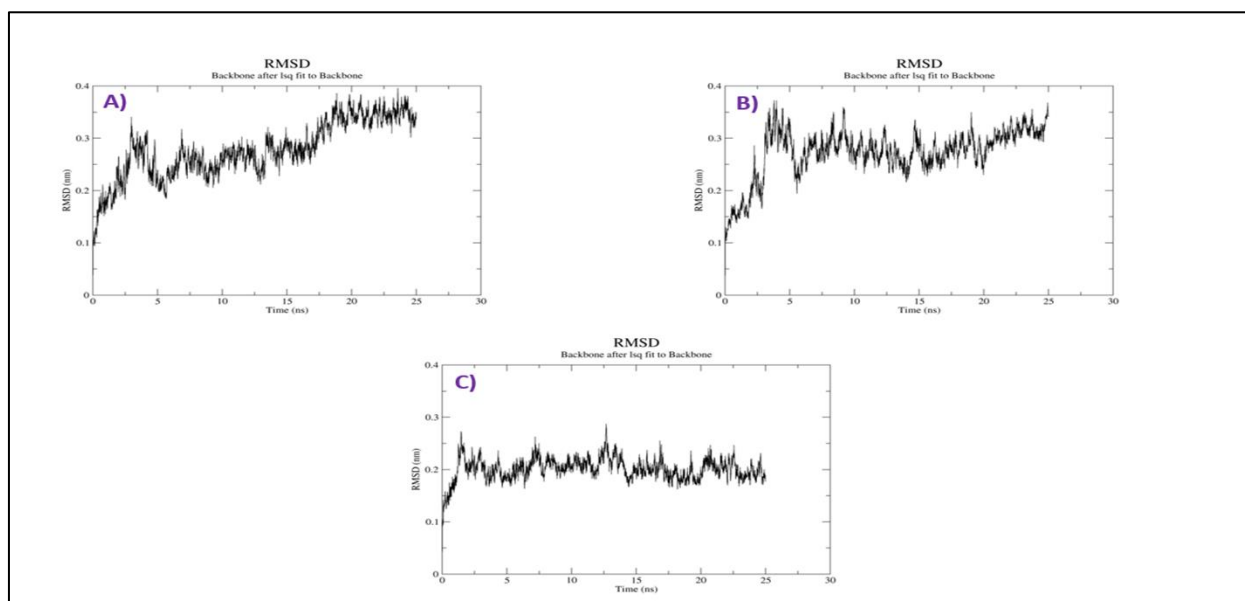 RMSD
Backbone after lsq fit to Backbone
A)
0.4
0.3
0.2
0.1
0
RMSD (nm)
0 5 10 15 20 25 30
Time (ns)
RMSD
Backbone after lsq fit to Backbone
B)
0.4
0.3
0.2
0.1
0
RMSD (nm)
0 5 10 15 20 25 30
Time (ns)
RMSD
Backbone after lsq fit to Backbone
C)
0.4
0.3
0.2
0.1
0
RMSD (nm)
0 5 10 15 20 25 30
Time (ns)